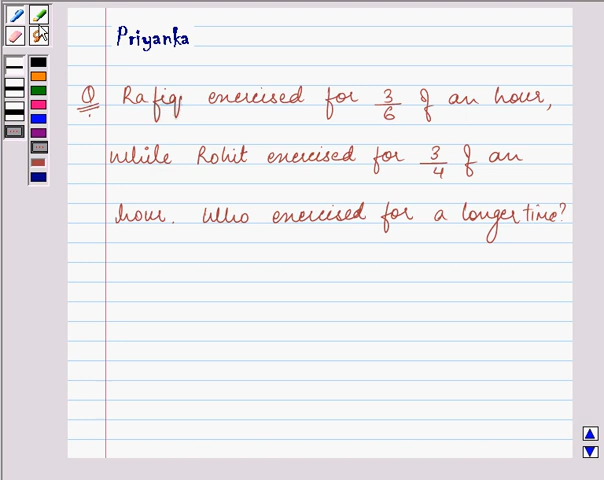 Priyanka
Q Rafiq exercised for 3/6 of an hour,
while Rohit exercised for 3/4 of an
hour. Who exercised for a longer time?